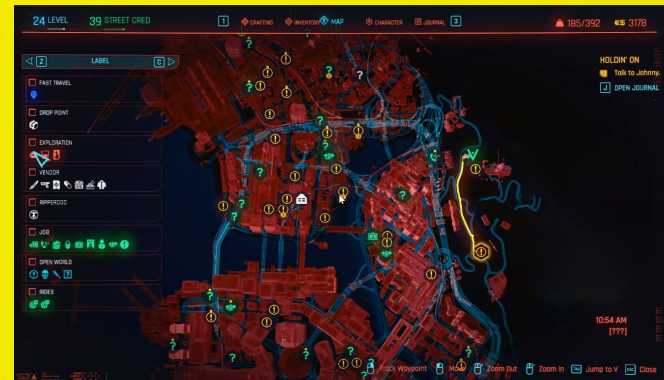 24 LEVEL
39 STREET CRED
1
CRAFTING
INVENTORY
MAP
CHARACTER
JOURNAL
3
185/392
€$ 3178
Z
LABEL
C
FAST TRAVEL
DROP POINT
EXPLORATION
VENDOR
RIPPERDOC
JOB
OPEN WORLD
RIDES
HOLDIN' ON
Talk to Johnny.
J OPEN JOURNAL
10:54 AM
[???]
Track Waypoint
Move
Zoom Out
Zoom In
Jump to V
Close